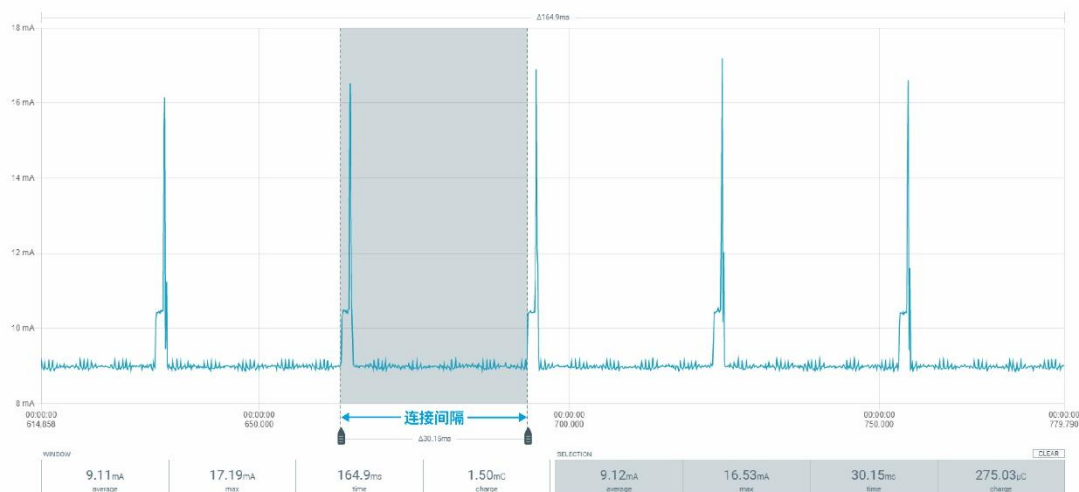 Δ164.9ms
18 mA
16 mA
14 mA
12 mA
10 mA
8 mA
00:00:00 00:00:00 00:00:00 00:00:00 00:00:00
614.858 650.000 700.000 750.000 779.790
连接间隔
Δ30.15ms
WINDOW SELECTION CLEAR
9.11mA 17.19mA 164.9ms 1.50mC 9.12mA 16.53mA 30.15ms 275.03μC
average max time charge average max time charge